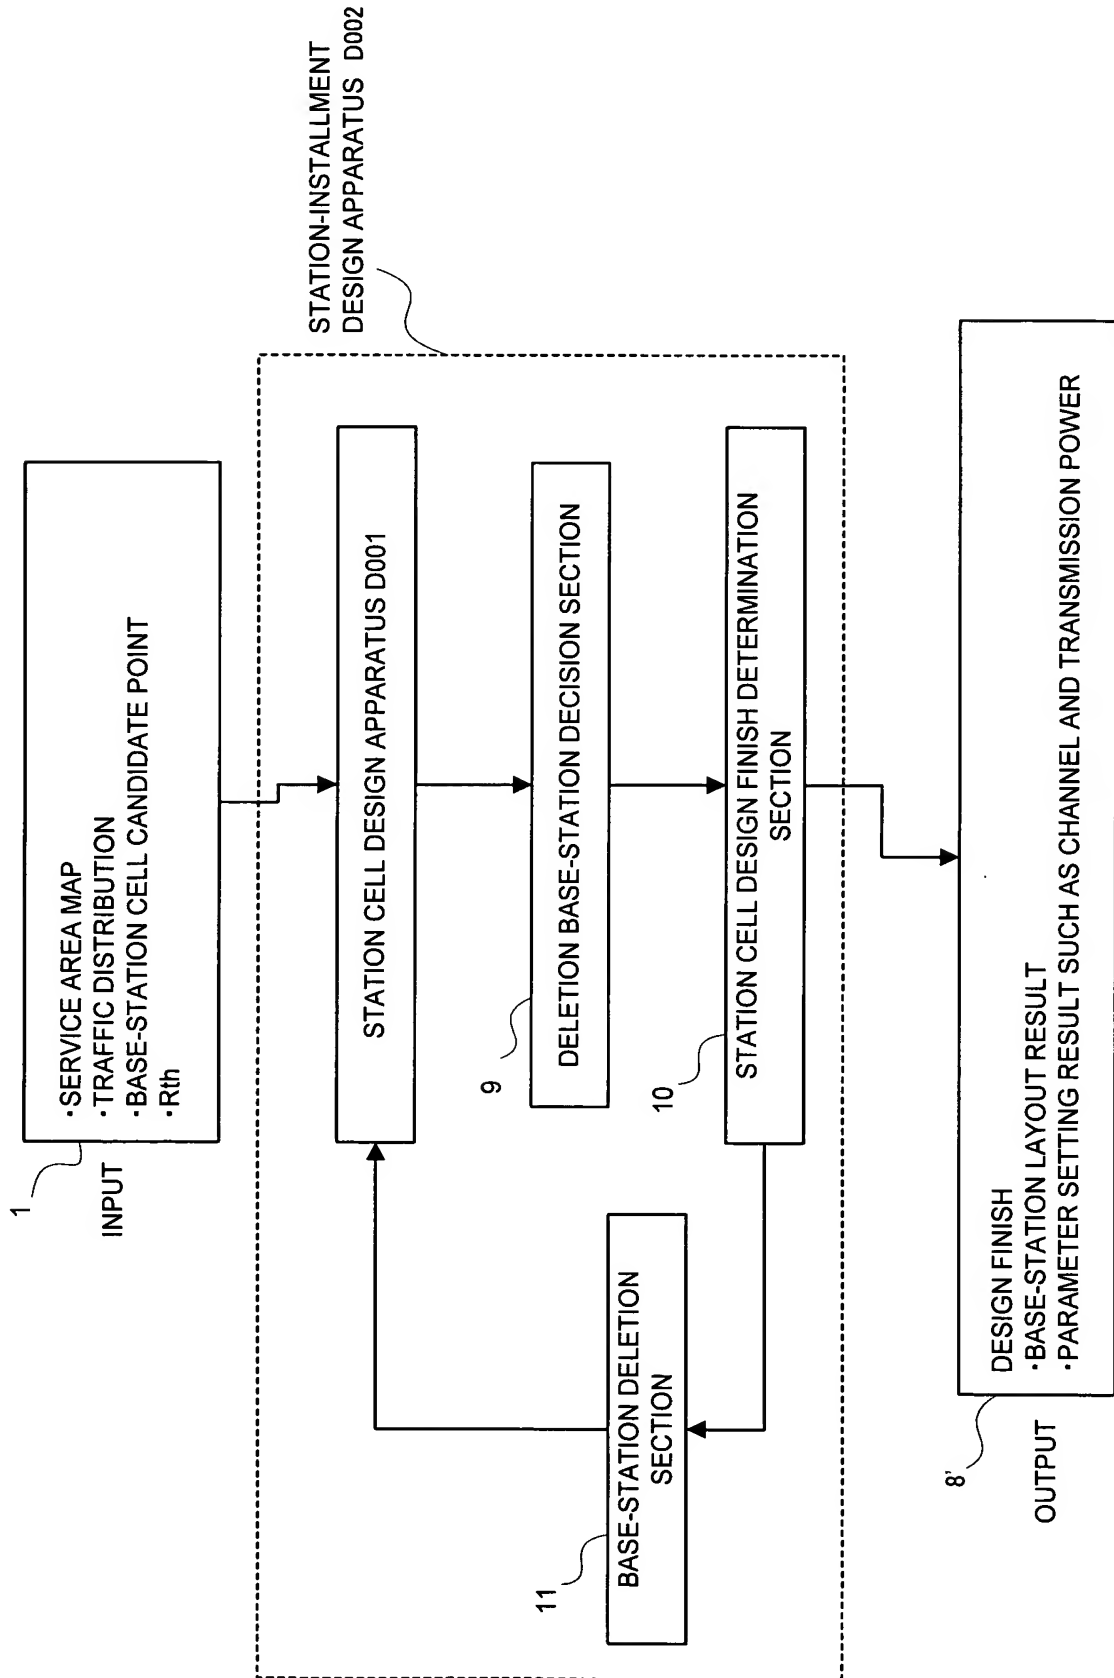 1
INPUT
・SERVICE AREA MAP
・TRAFFIC DISTRIBUTION
・BASE-STATION CELL CANDIDATE POINT
・Rth
STATION-INSTALLMENT
DESIGN APPARATUS D002
STATION CELL DESIGN APPARATUS D001
9
DELETION BASE-STATION DECISION SECTION
10
STATION CELL DESIGN FINISH DETERMINATION
SECTION
11
BASE-STATION DELETION
SECTION
8'
OUTPUT
DESIGN FINISH
・BASE-STATION LAYOUT RESULT
・PARAMETER SETTING RESULT SUCH AS CHANNEL AND TRANSMISSION POWER